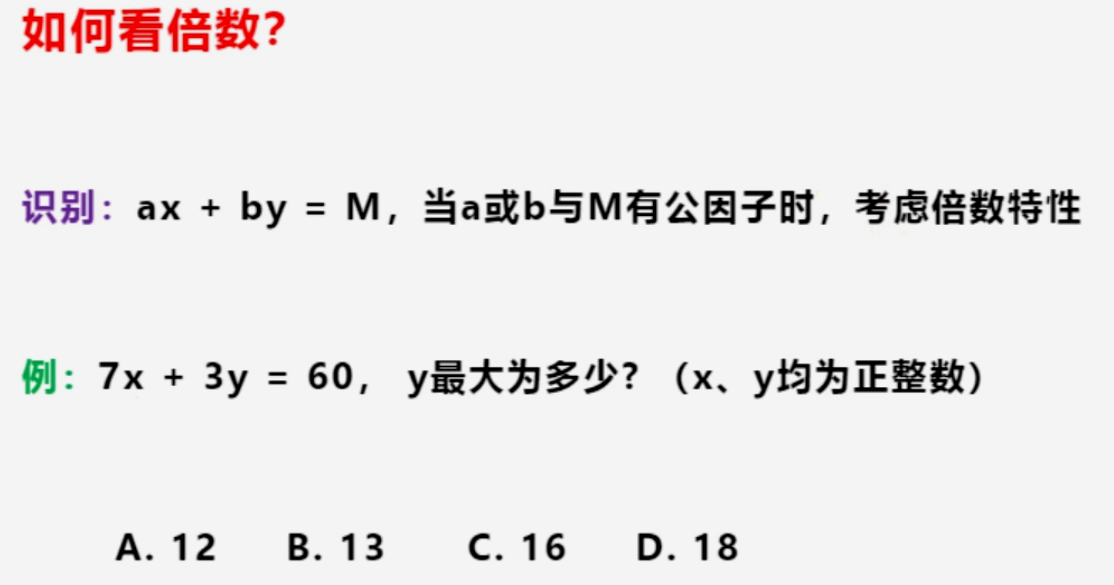 如何看倍数？
识别：ax + by = M，当a或b与M有公因子时，考虑倍数特性
例：7x + 3y = 60， y最大为多少？（x、y均为正整数）
A. 12 B. 13 C. 16 D. 18